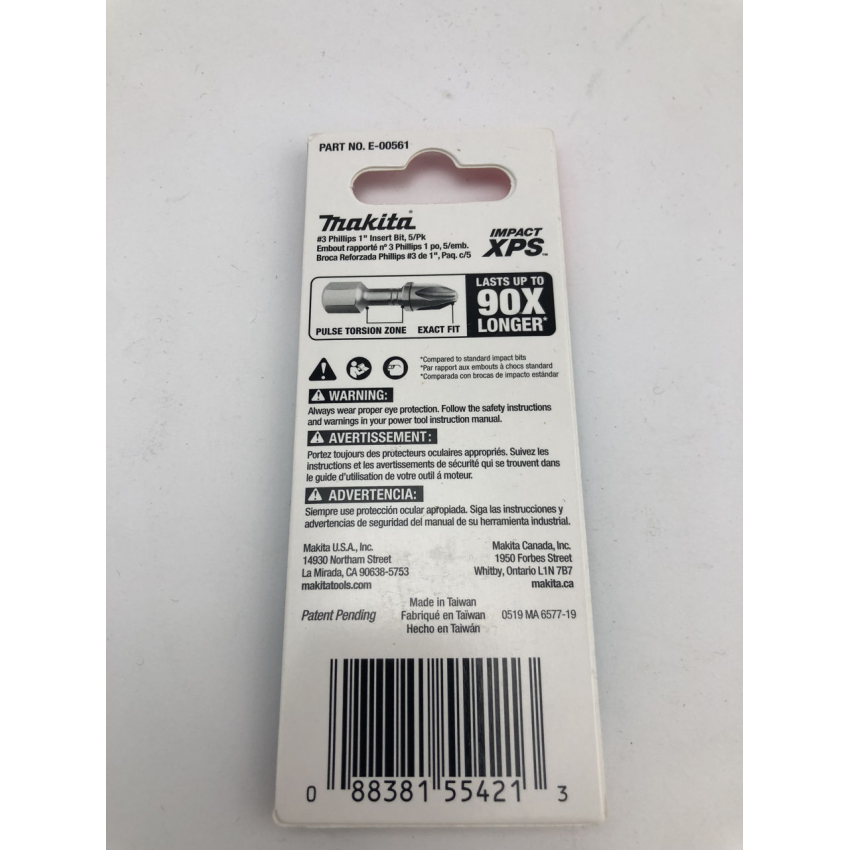 PART NO. E-00561
makita®
#3 Phillips 1" Insert Bit, 5/Pk
Embout rapporté n° 3 Phillips 1 po, 5/emb.
Broca Reforzada Phillips #3 de 1", Paq. c/5
IMPACT
XPS™
PULSE TORSION ZONE EXACT FIT
LASTS UP TO
90X
LONGER*
*Compared to standard impact bits
*Par rapport aux embouts à chocs standard
*Comparada con brocas de impacto estándar
WARNING:
Always wear proper eye protection. Follow the safety instructions
and warnings in your power tool instruction manual.
AVERTISSEMENT:
Portez toujours des protecteurs oculaires appropriés. Suivez les
instructions et les avertissements de sécurité qui se trouvent dans
le guide d'utilisation de votre outil á moteur.
ADVERTENCIA:
Siempre use protección ocular apropiada. Siga las instrucciones y
advertencias de seguridad del manual de su herramienta industrial.
Makita U.S.A., Inc.
14930 Northam Street
La Mirada, CA 90638-5753
makitatools.com
Makita Canada, Inc.
1950 Forbes Street
Whitby, Ontario L1N 7B7
makita.ca
Patent Pending
Made in Taiwan
Fabriqué en Taïwan
Hecho en Taiwán
0519 MA 6577-19
0 88381 55421 3